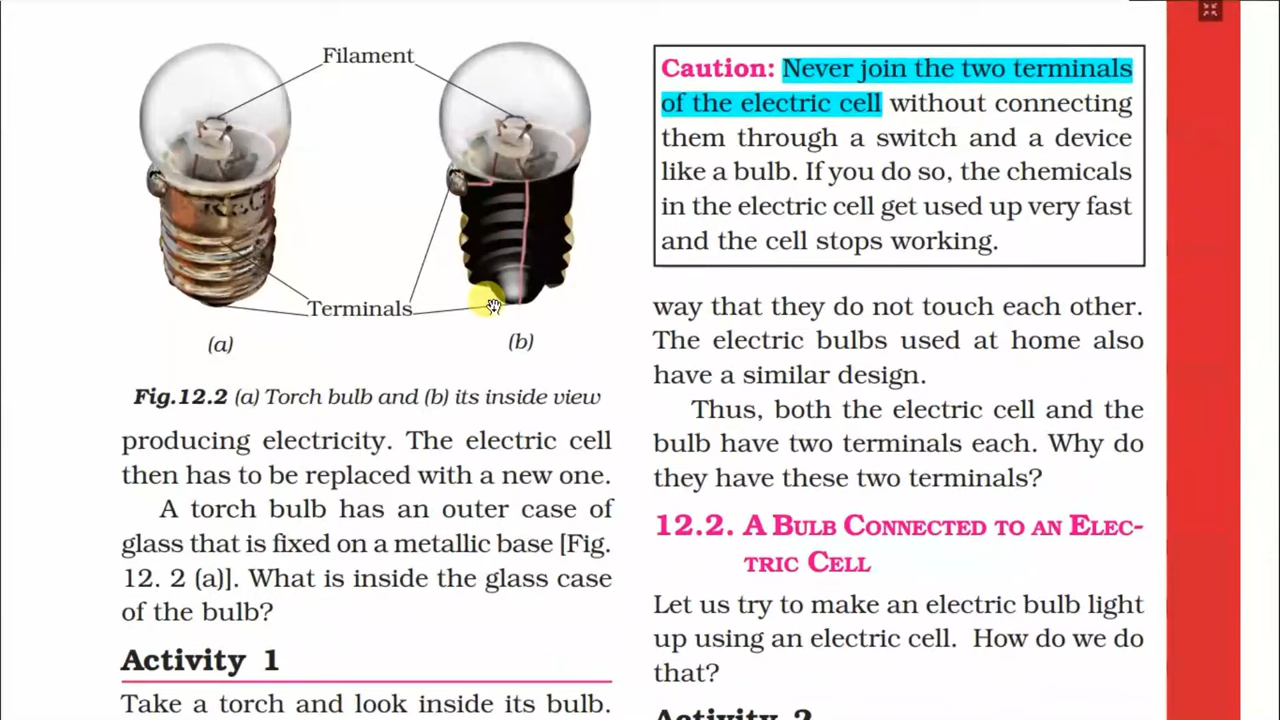 Filament
Terminals
(a)
(b)
Fig.12.2 (a) Torch bulb and (b) its inside view
producing electricity. The electric cell
then has to be replaced with a new one.
A torch bulb has an outer case of
glass that is fixed on a metallic base [Fig.
12. 2 (a)]. What is inside the glass case
of the bulb?
Activity 1
Take a torch and look inside its bulb.
Caution: Never join the two terminals
of the electric cell without connecting
them through a switch and a device
like a bulb. If you do so, the chemicals
in the electric cell get used up very fast
and the cell stops working.
way that they do not touch each other.
The electric bulbs used at home also
have a similar design.
Thus, both the electric cell and the
bulb have two terminals each. Why do
they have these two terminals?
12.2. A Bulb Connected to an Elec-
tric Cell
Let us try to make an electric bulb light
up using an electric cell. How do we do
that?
Activity 2